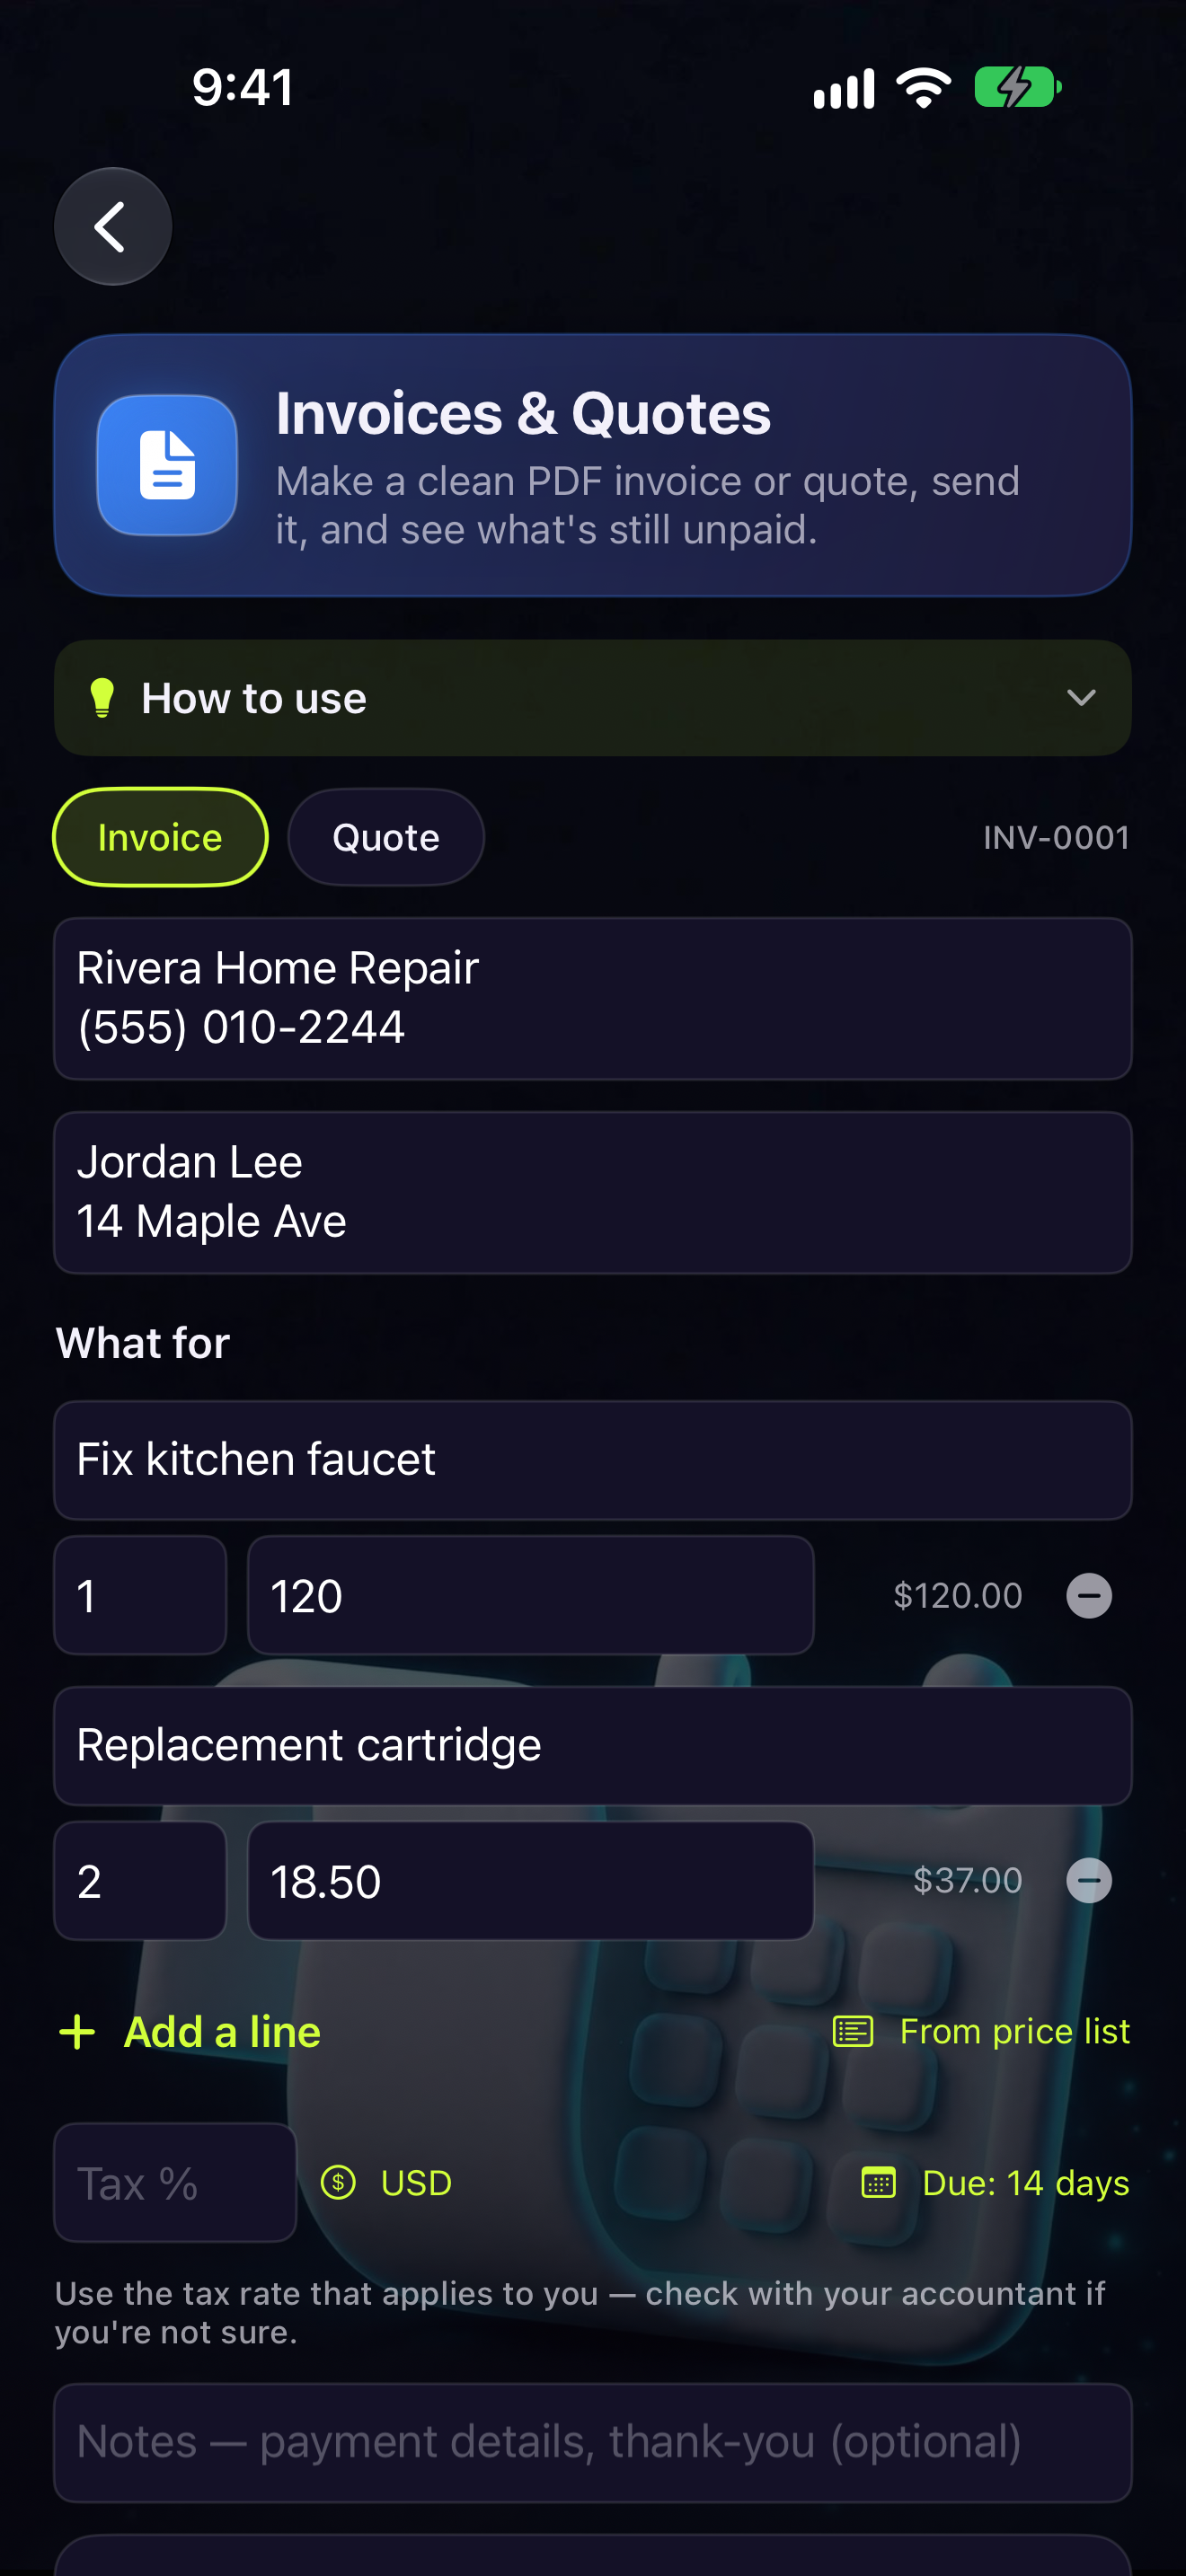 9:41
Invoices & Quotes
Make a clean PDF invoice or quote, send
it, and see what's still unpaid.
How to use
Invoice
Quote
INV-0001
Rivera Home Repair
(555) 010-2244
Jordan Lee
14 Maple Ave
What for
Fix kitchen faucet
1
120
$120.00
Replacement cartridge
2
18.50
$37.00
+ Add a line
From price list
Tax %
USD
Due: 14 days
Use the tax rate that applies to you — check with your accountant if
you're not sure.
Notes — payment details, thank-you (optional)